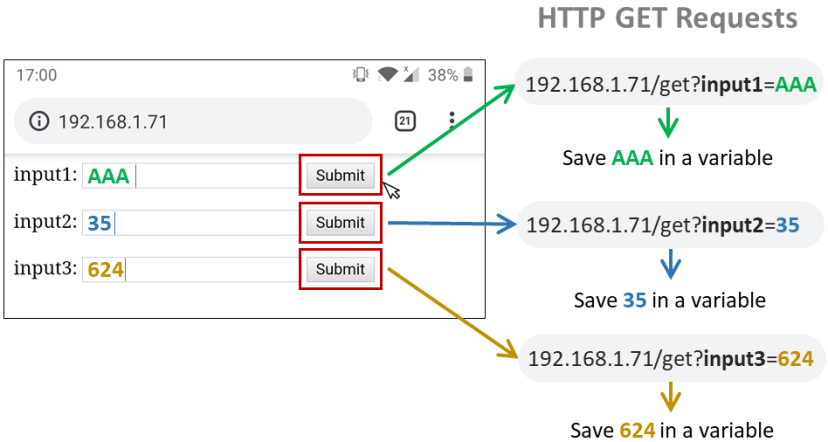 HTTP GET Requests
17:00 38%
192.168.1.71 21
input1: AAA Submit
input2: 35 Submit
input3: 624 Submit
192.168.1.71/get?input1=AAA
Save AAA in a variable
192.168.1.71/get?input2=35
Save 35 in a variable
192.168.1.71/get?input3=624
Save 624 in a variable